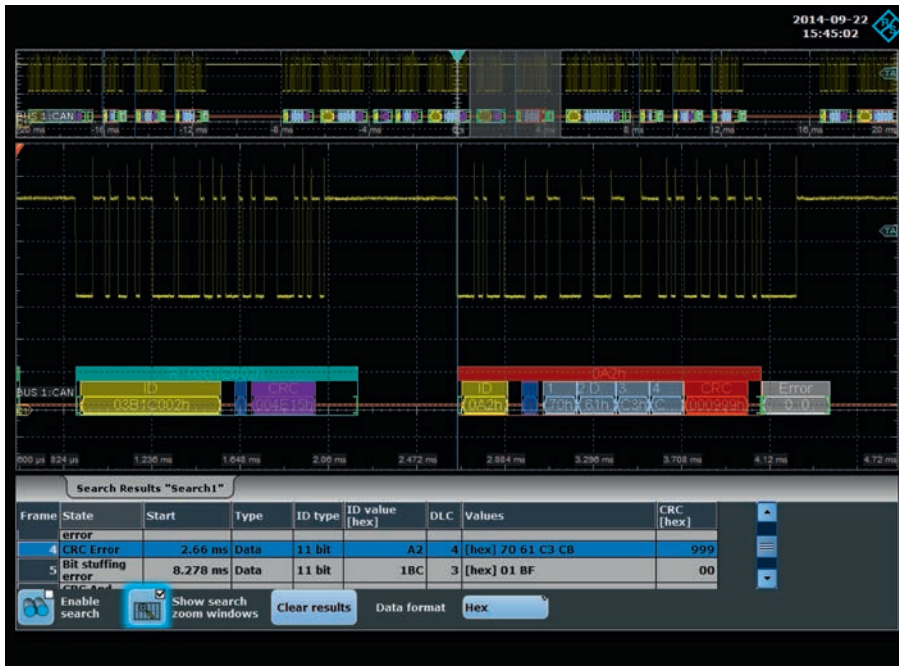 2014-09-22
15:45:02
R&S
TA
BUS 1:CAN
-16 ms -12 ms -8 ms -4 ms 4 ms 8 ms 12 ms 16 ms 20 ms
TA
0A2h
ID CRC ID 1 2 D 3 4 CRC Error
BUS 1:CAN
03B1C002h 004E15h 0A2h 70h 61h C3h C 000999h 0..0
600 µs 824 µs 1.236 ms 1.648 ms 2.06 ms 2.472 ms 2.884 ms 3.296 ms 3.708 ms 4.12 ms 4.72 ms
Search Results "Search1"
Frame State Start Type ID type ID value [hex] DLC Values CRC [hex]
error
4 CRC Error 2.66 ms Data 11 bit A2 4 [hex] 70 61 C3 CB 999
5 Bit stuffing error 8.278 ms Data 11 bit 1BC 3 [hex] 01 BF 00
CRC And
Enable search
Show search zoom windows
Clear results
Data format
Hex